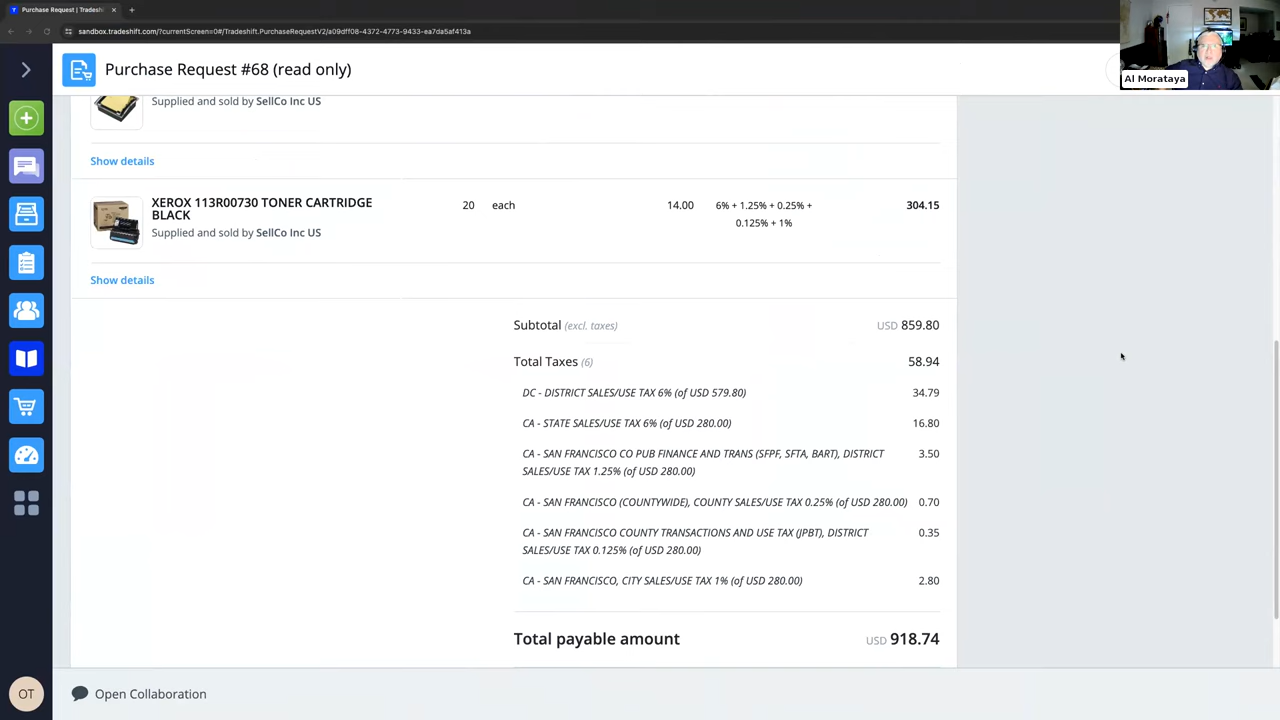 Purchase Request | Tradeshi
sandbox.tradeshift.com/?currentScreen=0#/Tradeshift.PurchaseRequestV2/a09dff08-4372-4773-9433-ea7da5af413a
Purchase Request #68 (read only)
Al Morataya
Supplied and sold by SellCo Inc US
Show details
XEROX 113R00730 TONER CARTRIDGE BLACK
20 each 14.00 6% + 1.25% + 0.25% + 304.15
0.125% + 1%
Supplied and sold by SellCo Inc US
Show details
Subtotal (excl. taxes) USD 859.80
Total Taxes (6) 58.94
DC - DISTRICT SALES/USE TAX 6% (of USD 579.80) 34.79
CA - STATE SALES/USE TAX 6% (of USD 280.00) 16.80
CA - SAN FRANCISCO CO PUB FINANCE AND TRANS (SFPF, SFTA, BART), DISTRICT 3.50
SALES/USE TAX 1.25% (of USD 280.00)
CA - SAN FRANCISCO (COUNTYWIDE), COUNTY SALES/USE TAX 0.25% (of USD 280.00) 0.70
CA - SAN FRANCISCO COUNTY TRANSACTIONS AND USE TAX (JPBT), DISTRICT 0.35
SALES/USE TAX 0.125% (of USD 280.00)
CA - SAN FRANCISCO, CITY SALES/USE TAX 1% (of USD 280.00) 2.80
Total payable amount USD 918.74
OT
Open Collaboration